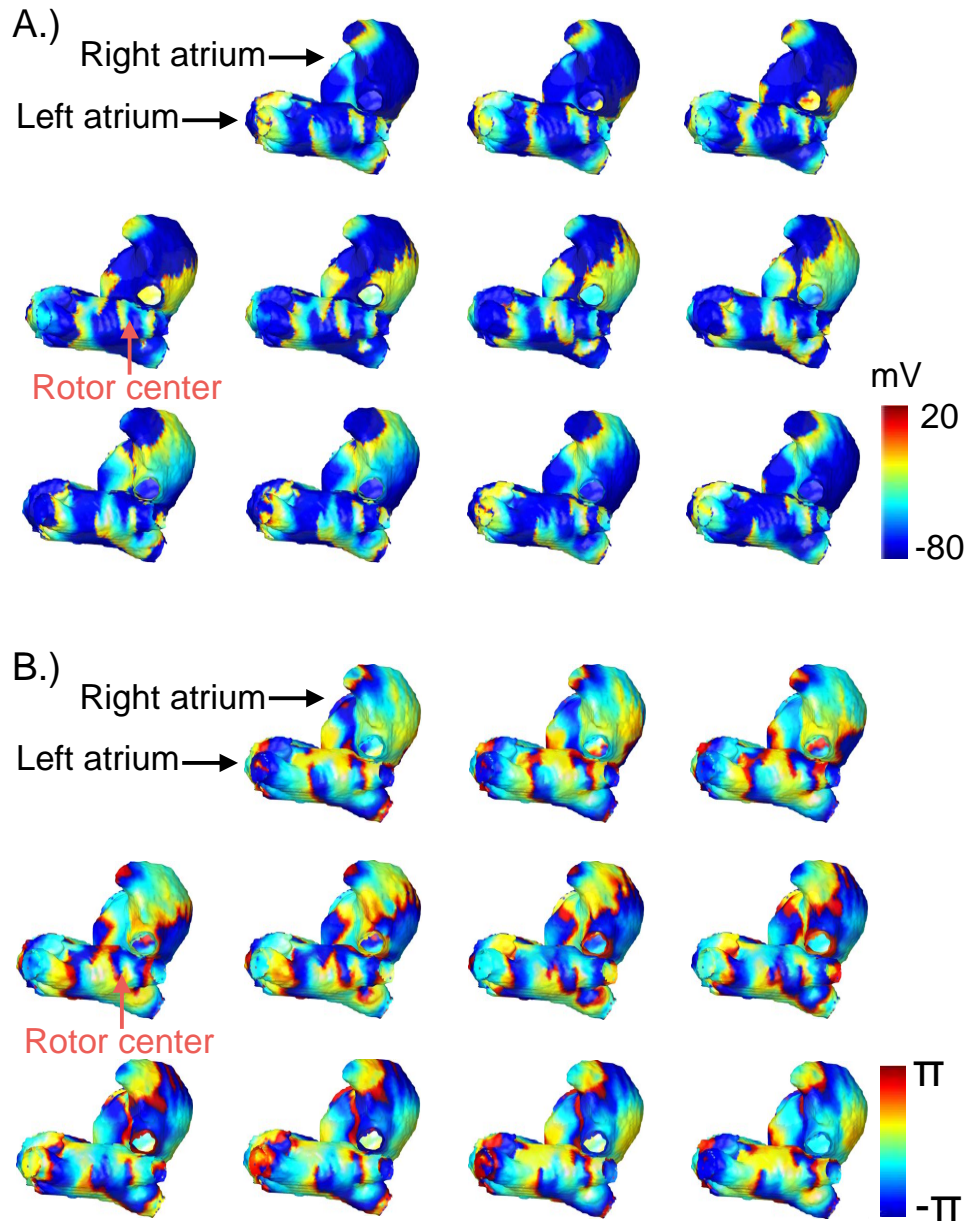 A.)
Right atrium
Left atrium
Rotor center
mV
20
-80
B.)
Right atrium
Left atrium
Rotor center
π
-π